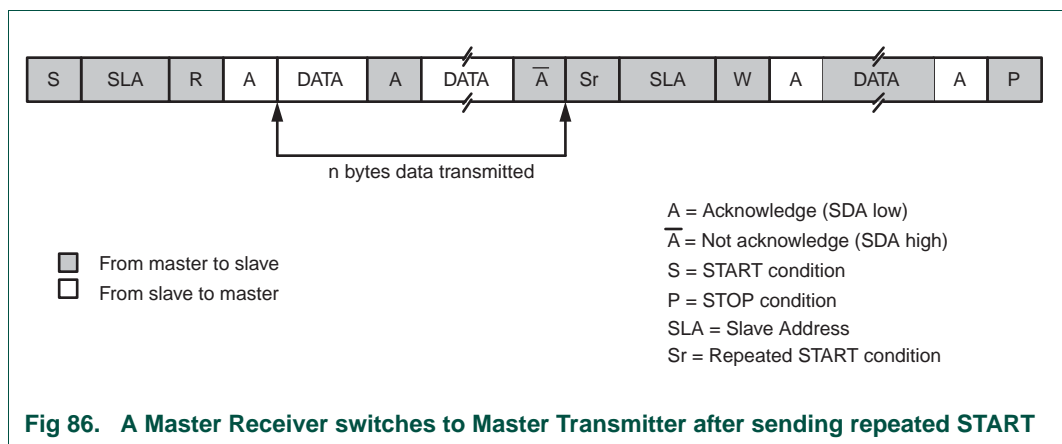 S SLA R A DATA A DATA A̅ Sr SLA W A DATA A P
n bytes data transmitted
A = Acknowledge (SDA low)
A̅ = Not acknowledge (SDA high)
S = START condition
P = STOP condition
SLA = Slave Address
Sr = Repeated START condition
From master to slave
From slave to master
Fig 86. A Master Receiver switches to Master Transmitter after sending repeated START